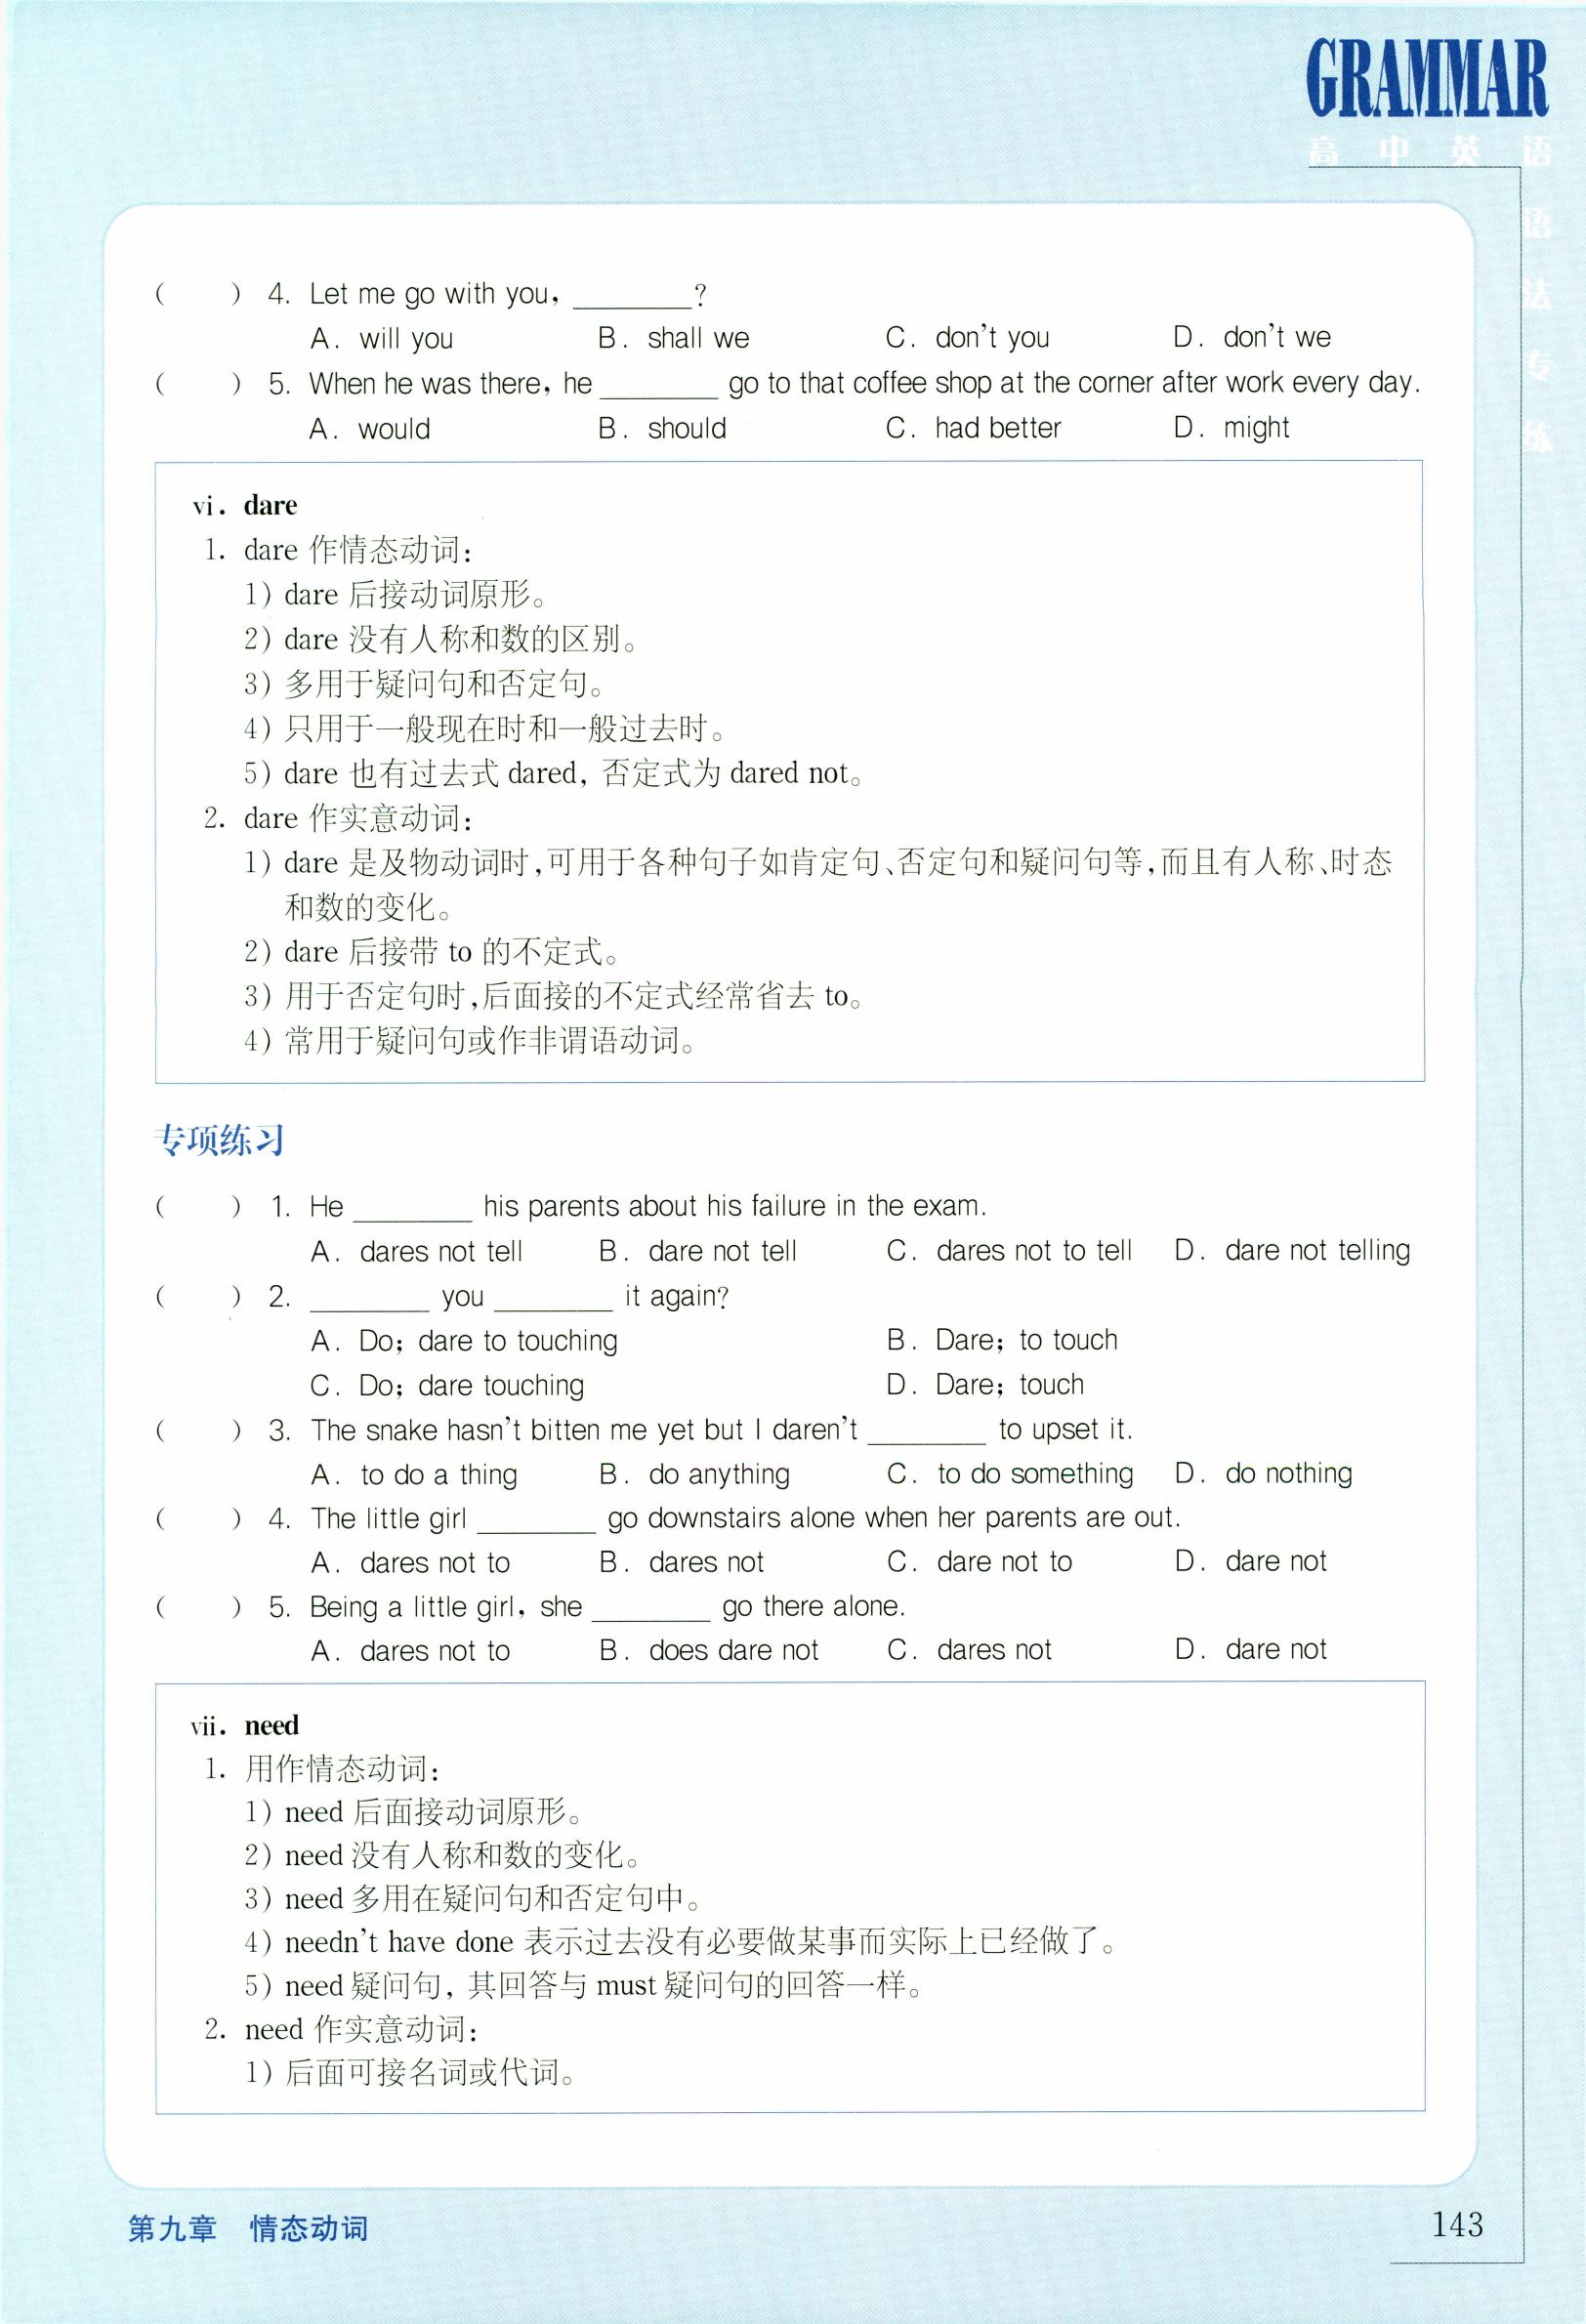 GRAMMAR
高中英语
语法专练
(    ) 4. Let me go with you, ________?
A. will you    B. shall we    C. don't you    D. don't we
(    ) 5. When he was there, he ________ go to that coffee shop at the corner after work every day.
A. would    B. should    C. had better    D. might
vi. dare
1. dare 作情态动词:
1) dare 后接动词原形。
2) dare 没有人称和数的区别。
3) 多用于疑问句和否定句。
4) 只用于一般现在时和一般过去时。
5) dare 也有过去式 dared, 否定式为 dared not。
2. dare 作实意动词:
1) dare 是及物动词时,可用于各种句子如肯定句、否定句和疑问句等,而且有人称、时态
和数的变化。
2) dare 后接带 to 的不定式。
3) 用于否定句时,后面接的不定式经常省去 to。
4) 常用于疑问句或作非谓语动词。
专项练习
(    ) 1. He ________ his parents about his failure in the exam.
A. dares not tell    B. dare not tell    C. dares not to tell    D. dare not telling
(    ) 2. ________ you ________ it again?
A. Do; dare to touching    B. Dare; to touch
C. Do; dare touching    D. Dare; touch
(    ) 3. The snake hasn't bitten me yet but I daren't ________ to upset it.
A. to do a thing    B. do anything    C. to do something    D. do nothing
(    ) 4. The little girl ________ go downstairs alone when her parents are out.
A. dares not to    B. dares not    C. dare not to    D. dare not
(    ) 5. Being a little girl, she ________ go there alone.
A. dares not to    B. does dare not    C. dares not    D. dare not
vii. need
1. 用作情态动词:
1) need 后面接动词原形。
2) need 没有人称和数的变化。
3) need 多用在疑问句和否定句中。
4) needn't have done 表示过去没有必要做某事而实际上已经做了。
5) need 疑问句, 其回答与 must 疑问句的回答一样。
2. need 作实意动词:
1) 后面可接名词或代词。
第九章 情态动词
143